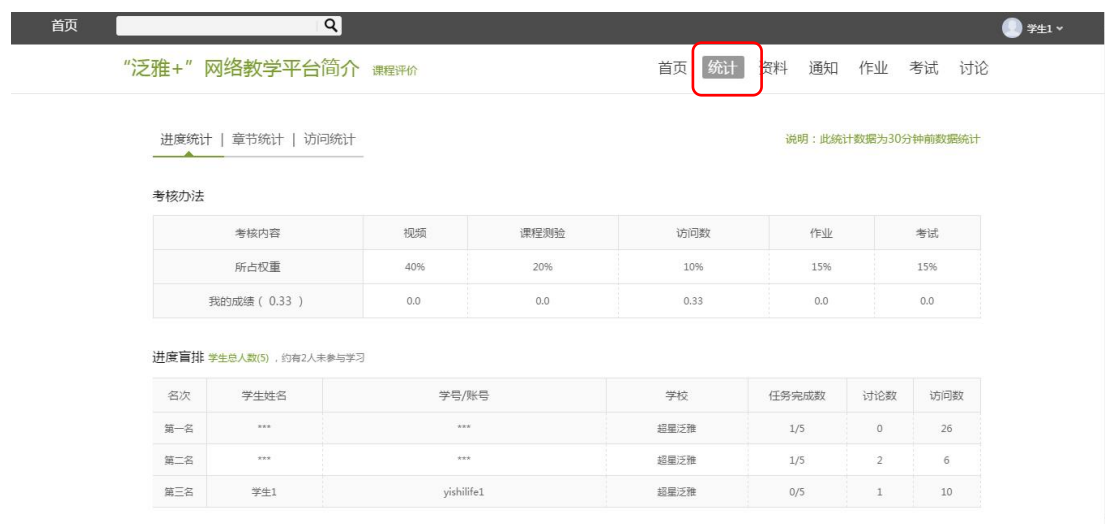 首页 学生1
“泛雅+”网络教学平台简介 课程评价 首页 统计 资料 通知 作业 考试 讨论
进度统计 | 章节统计 | 访问统计 说明：此统计数据为30分钟前数据统计
考核办法
考核内容 视频 课程测验 访问数 作业 考试
所占权重 40% 20% 10% 15% 15%
我的成绩 ( 0.33 ) 0.0 0.0 0.33 0.0 0.0
进度盲排 学生总人数(5) , 约有2人未参与学习
名次 学生姓名 学号/账号 学校 任务完成数 讨论数 访问数
第一名 *** *** 超星泛雅 1/5 0 26
第二名 *** *** 超星泛雅 1/5 2 6
第三名 学生1 yishilife1 超星泛雅 0/5 1 10